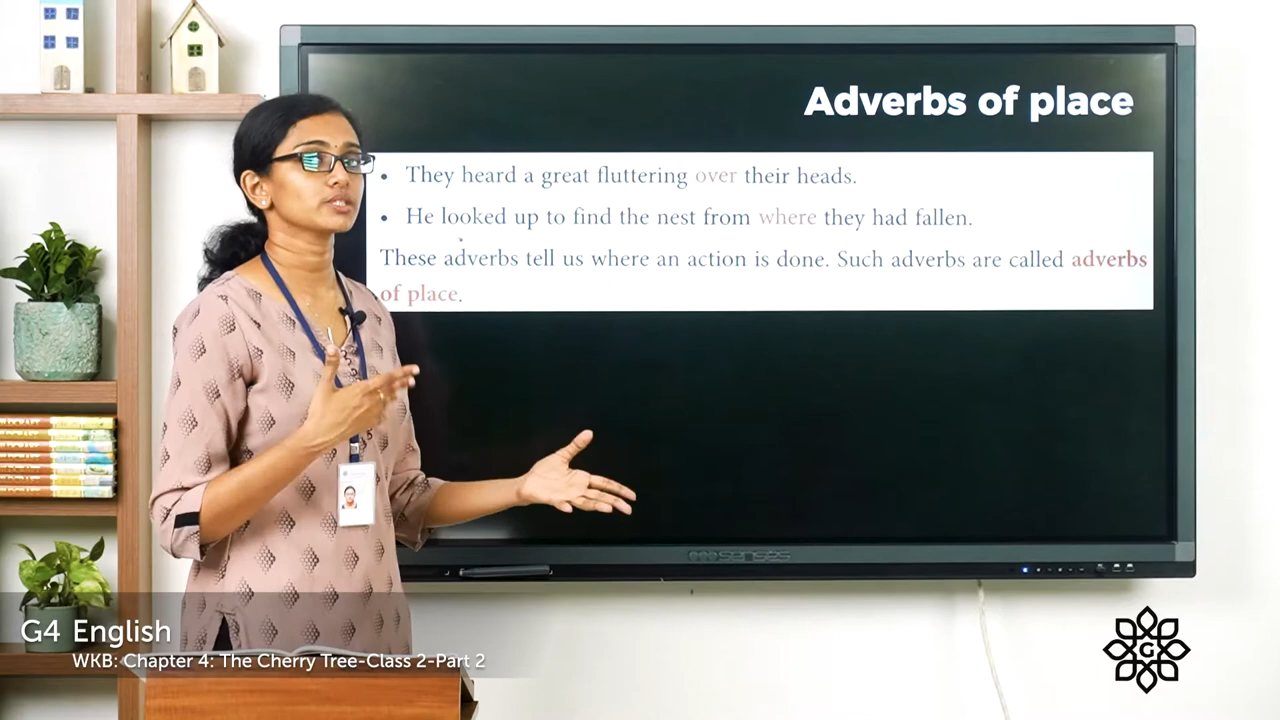 Adverbs of place
• They heard a great fluttering over their heads.
• He looked up to find the nest from where they had fallen.
These adverbs tell us where an action is done. Such adverbs are called adverbs
of place.
G4 English
WKB: Chapter 4: The Cherry Tree-Class 2-Part 2
G